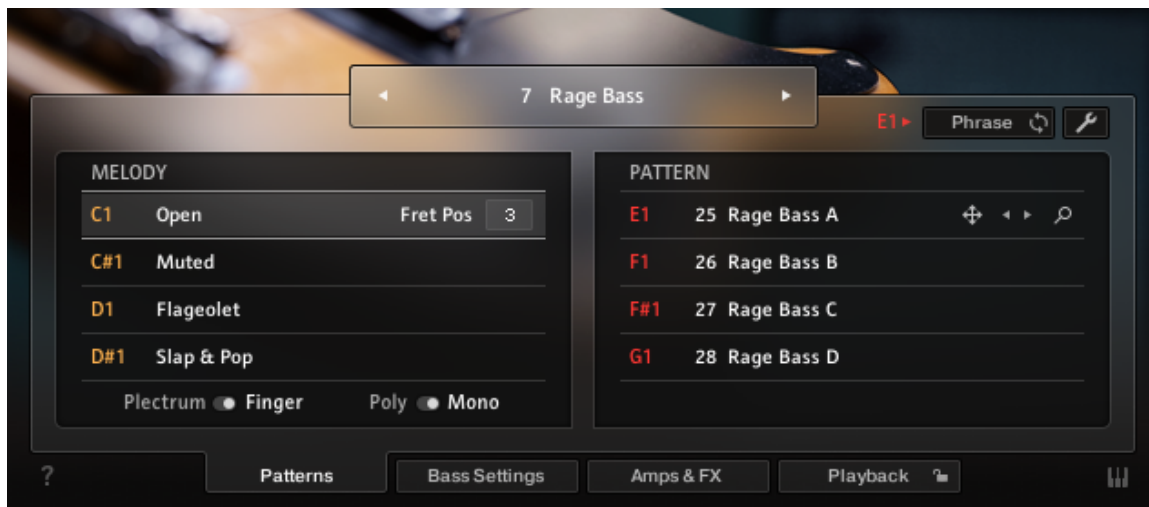 7 Rage Bass
E1 Phrase
MELODY
C1 Open Fret Pos 3
C#1 Muted
D1 Flageolet
D#1 Slap & Pop
Plectrum Finger Poly Mono
PATTERN
E1 25 Rage Bass A
F1 26 Rage Bass B
F#1 27 Rage Bass C
G1 28 Rage Bass D
? Patterns Bass Settings Amps & FX Playback